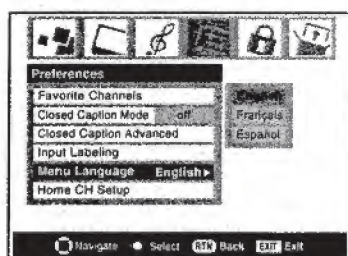 Preferences
Favorite Channels
Closed Caption Mode off
Closed Caption Advanced
Input Labeling
Menu Language English
Home CH Setup
English
Français
Español
Navigate Select RTN Back EXIT Exit